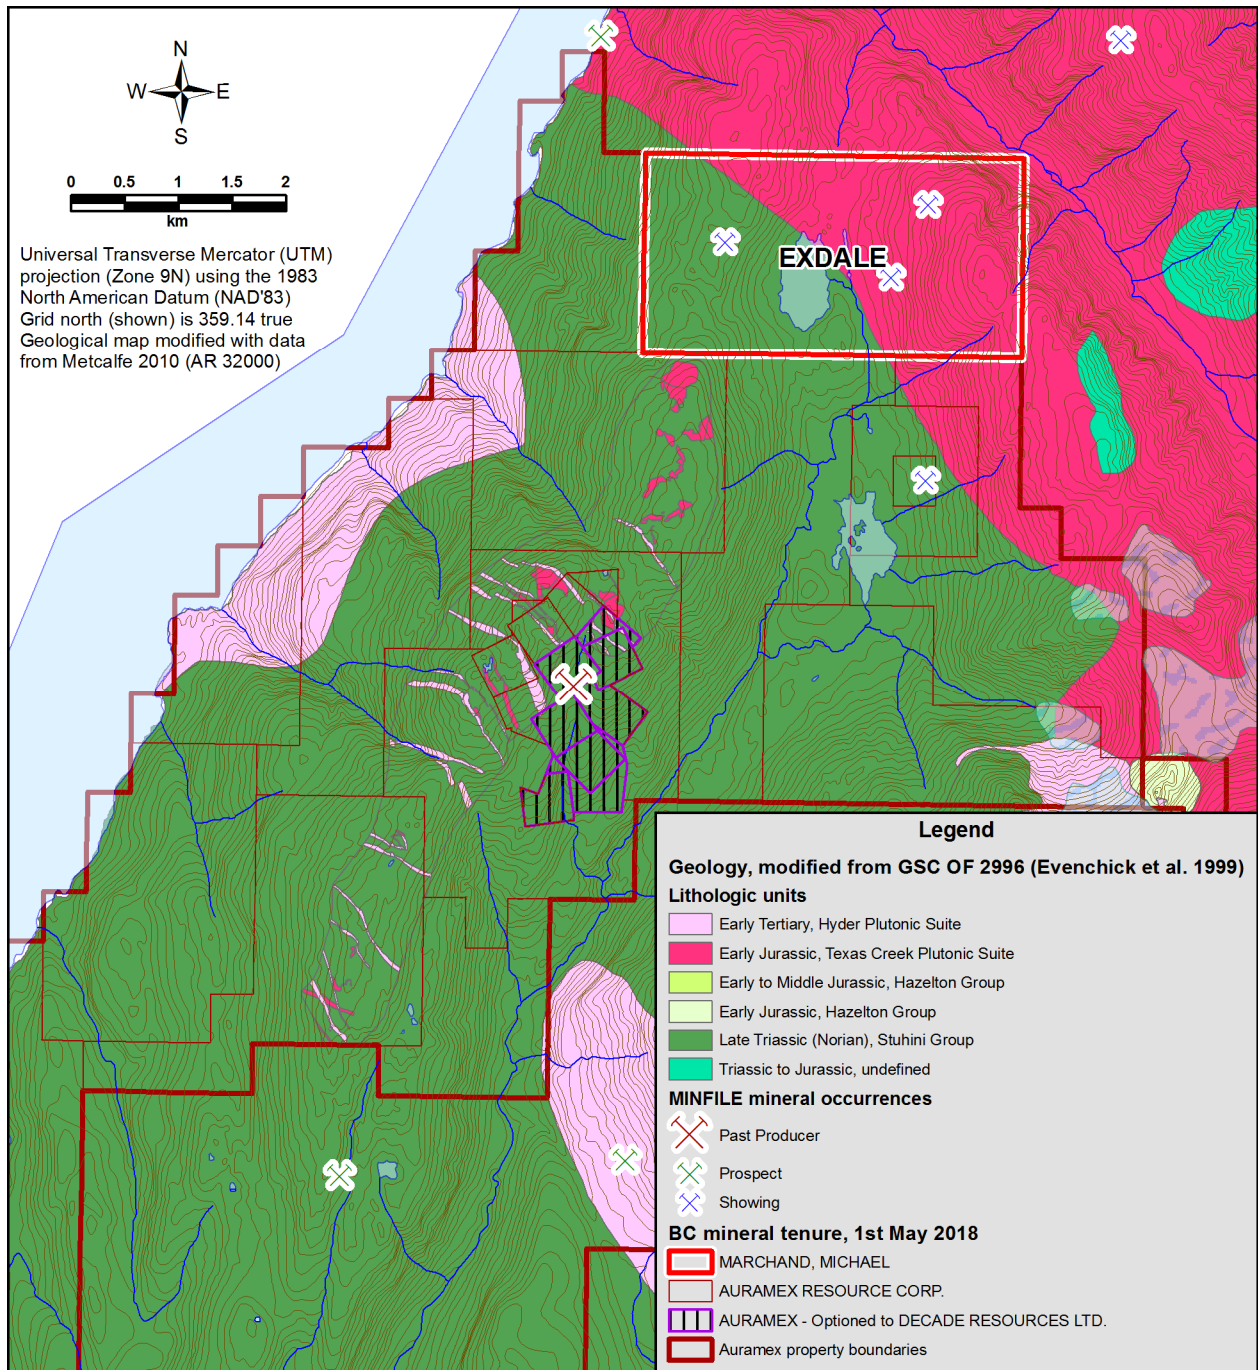 N
W
E
S
0 0.5 1 1.5 2
km
Universal Transverse Mercator (UTM)
projection (Zone 9N) using the 1983
North American Datum (NAD'83)
Grid north (shown) is 359.14 true
Geological map modified with data
from Metcalfe 2010 (AR 32000)
EXDALE
Legend
Geology, modified from GSC OF 2996 (Evenchick et al. 1999)
Lithologic units
Early Tertiary, Hyder Plutonic Suite
Early Jurassic, Texas Creek Plutonic Suite
Early to Middle Jurassic, Hazelton Group
Early Jurassic, Hazelton Group
Late Triassic (Norian), Stuhini Group
Triassic to Jurassic, undefined
MINFILE mineral occurrences
Past Producer
Prospect
Showing
BC mineral tenure, 1st May 2018
MARCHAND, MICHAEL
AURAMEX RESOURCE CORP.
AURAMEX - Optioned to DECADE RESOURCES LTD.
Auramex property boundaries